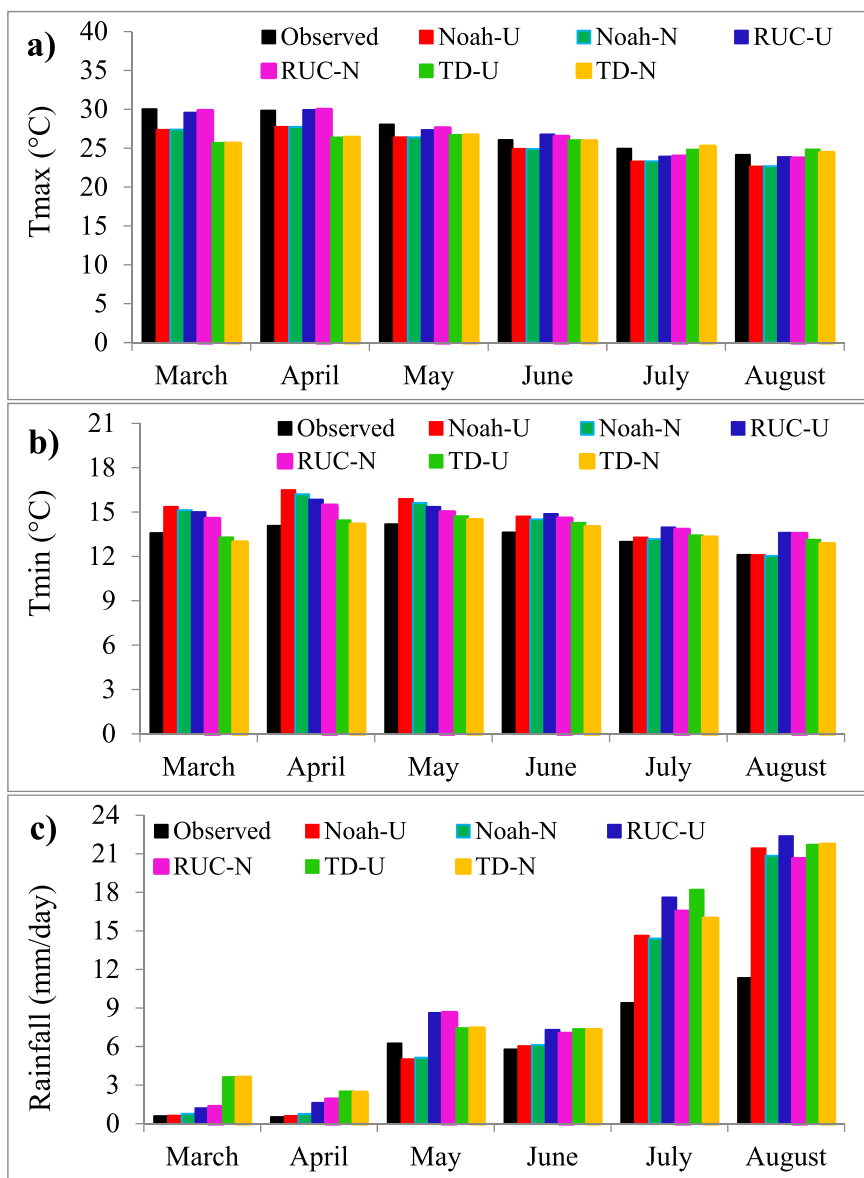 a)
Observed Noah-U Noah-N RUC-U
RUC-N TD-U TD-N
Tmax (°C)
40
35
30
25
20
15
10
5
0
March April May June July August
b)
Observed Noah-U Noah-N RUC-U
RUC-N TD-U TD-N
Tmin (°C)
21
18
15
12
9
6
3
0
March April May June July August
c)
Observed Noah-U Noah-N RUC-U
RUC-N TD-U TD-N
Rainfall (mm/day)
24
21
18
15
12
9
6
3
0
March April May June July August